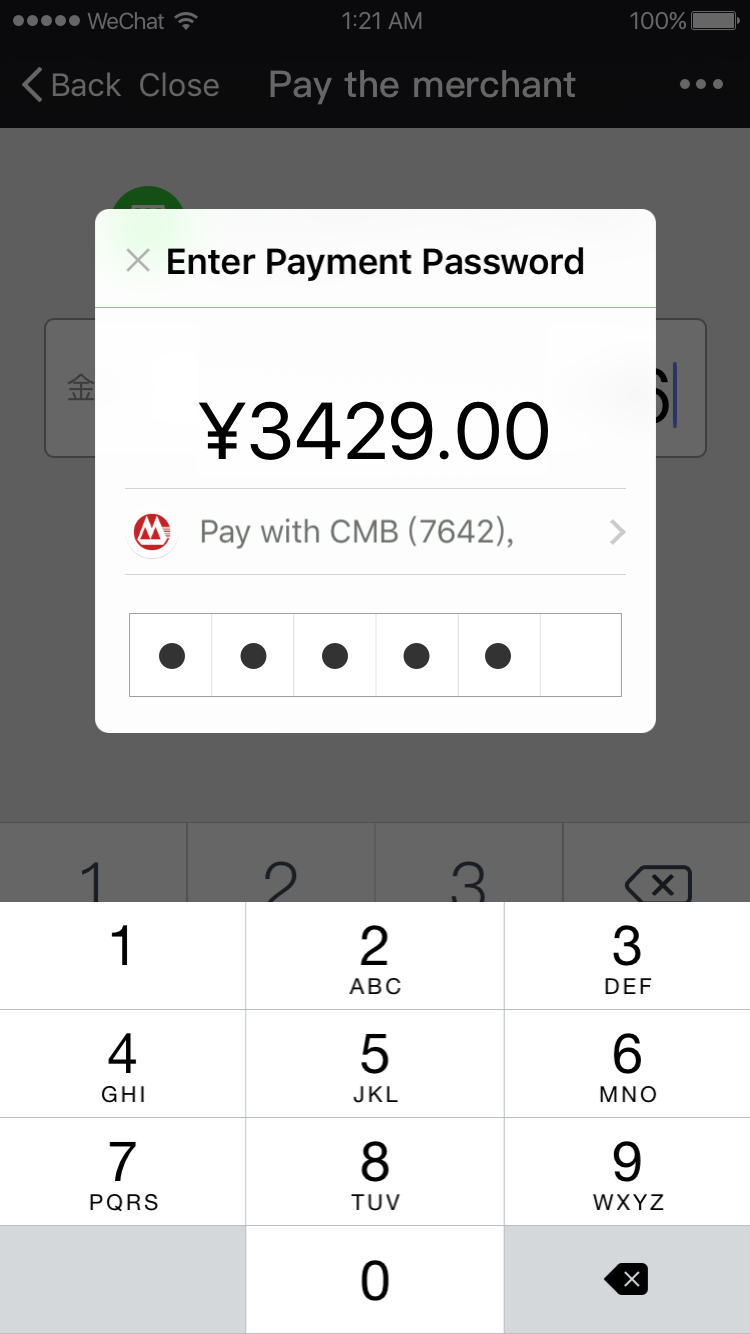 WeChat 1:21 AM 100%
Back Close Pay the merchant
Enter Payment Password
金 6
¥3429.00
Pay with CMB (7642),
1 2 3
1 2 3
ABC DEF
4 5 6
GHI JKL MNO
7 8 9
PQRS TUV WXYZ
0